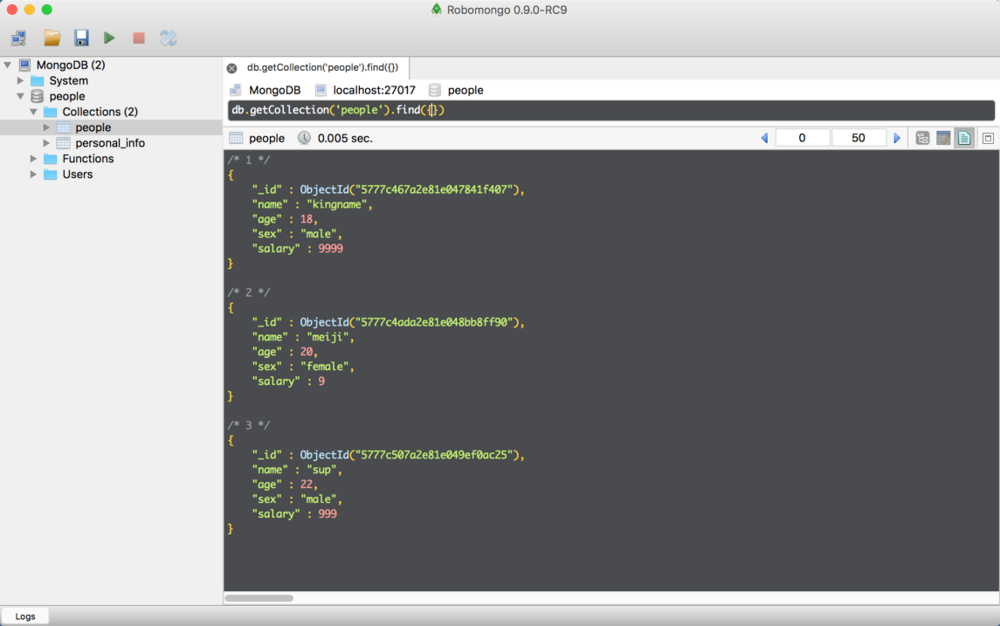 Robomongo 0.9.0-RC9
MongoDB (2)
System
people
Collections (2)
people
personal_info
Functions
Users
db.getCollection('people').find({})
MongoDB localhost:27017 people
db.getCollection('people').find({})
people 0.005 sec. 0 50
/* 1 */
{
"_id" : ObjectId("5777c467a2e81e047841f407"),
"name" : "kingname",
"age" : 18,
"sex" : "male",
"salary" : 9999
}
/* 2 */
{
"_id" : ObjectId("5777c4ada2e81e048bb8ff90"),
"name" : "meiji",
"age" : 20,
"sex" : "female",
"salary" : 9
}
/* 3 */
{
"_id" : ObjectId("5777c507a2e81e049ef0ac25"),
"name" : "sup",
"age" : 22,
"sex" : "male",
"salary" : 999
}
Logs